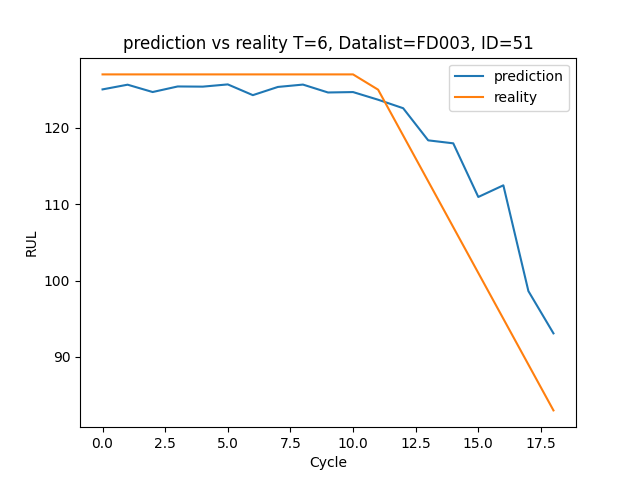 prediction vs reality T=6, Datalist=FD003, ID=51
prediction
reality
120
110
100
90
RUL
0.0 2.5 5.0 7.5 10.0 12.5 15.0 17.5
Cycle